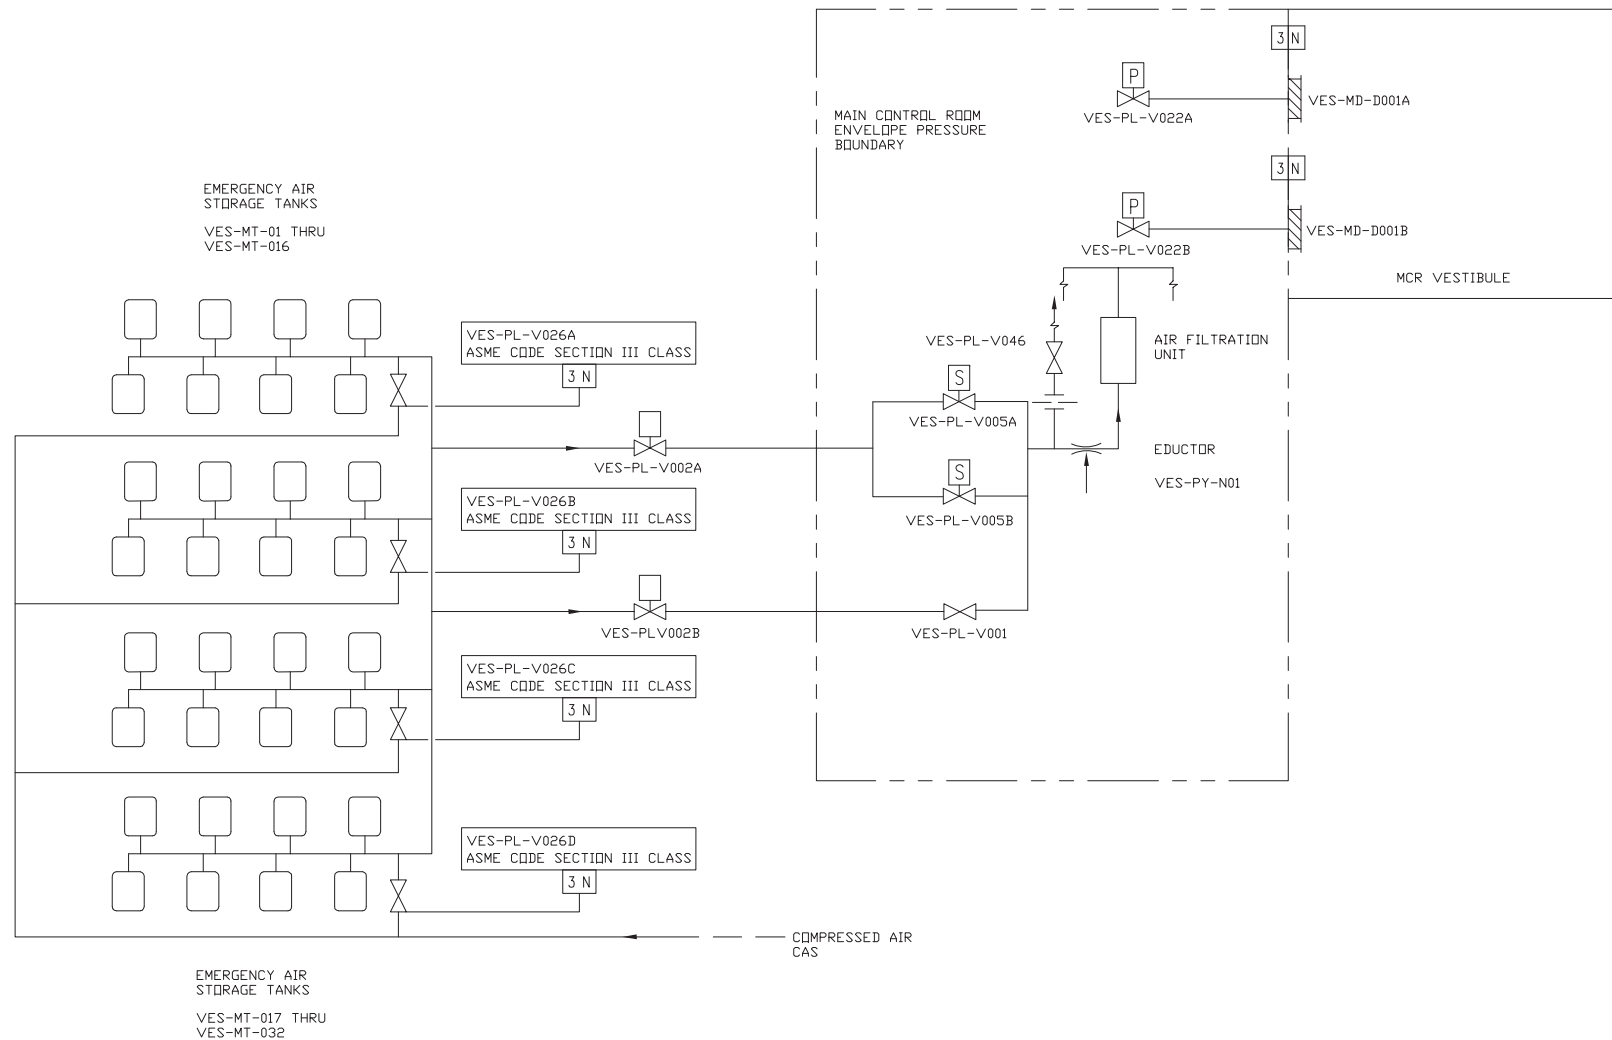 3 N
P
VES-MD-D001A
VES-PL-V022A
MAIN CONTROL ROOM
ENVELOPE PRESSURE
BOUNDARY
3 N
P
VES-MD-D001B
VES-PL-V022B
MCR VESTIBULE
EMERGENCY AIR
STORAGE TANKS
VES-MT-01 THRU
VES-MT-016
VES-PL-V026A
ASME CODE SECTION III CLASS
3 N
VES-PL-V046
AIR FILTRATION
UNIT
S
VES-PL-V005A
VES-PL-V002A
EDUCTOR
VES-PY-N01
S
VES-PL-V005B
VES-PL-V026B
ASME CODE SECTION III CLASS
3 N
VES-PLV002B
VES-PL-V001
VES-PL-V026C
ASME CODE SECTION III CLASS
3 N
VES-PL-V026D
ASME CODE SECTION III CLASS
3 N
COMPRESSED AIR
CAS
EMERGENCY AIR
STORAGE TANKS
VES-MT-017 THRU
VES-MT-032